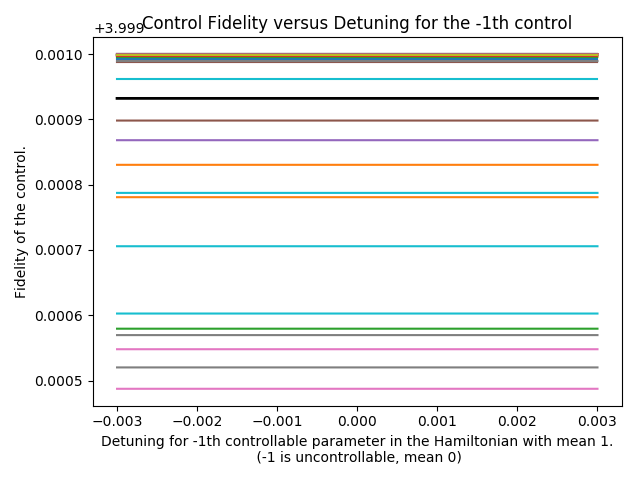 Control Fidelity versus Detuning for the -1th control
+3.999
0.0010
0.0009
0.0008
0.0007
0.0006
0.0005
Fidelity of the control.
−0.003 −0.002 −0.001 0.000 0.001 0.002 0.003
Detuning for -1th controllable parameter in the Hamiltonian with mean 1.
(-1 is uncontrollable, mean 0)